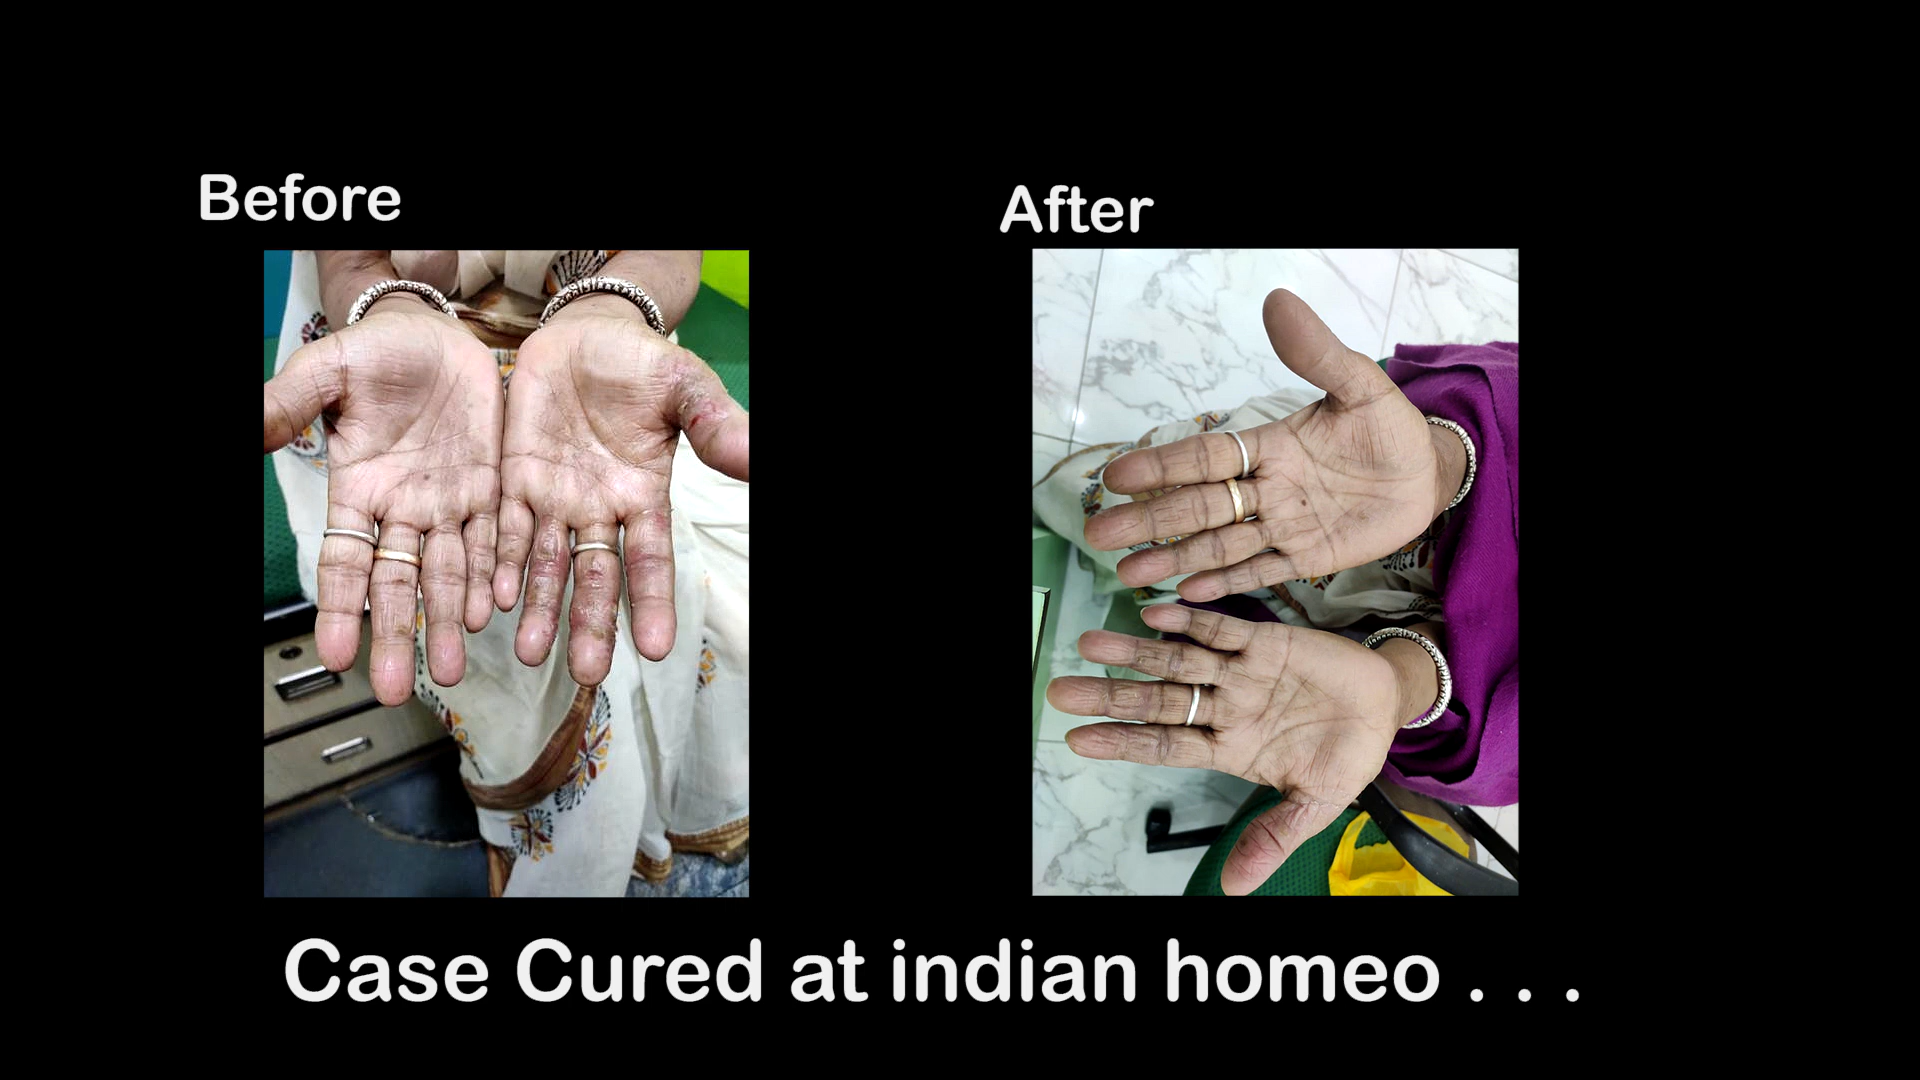 Before
After
Case Cured at indian homeo . . .